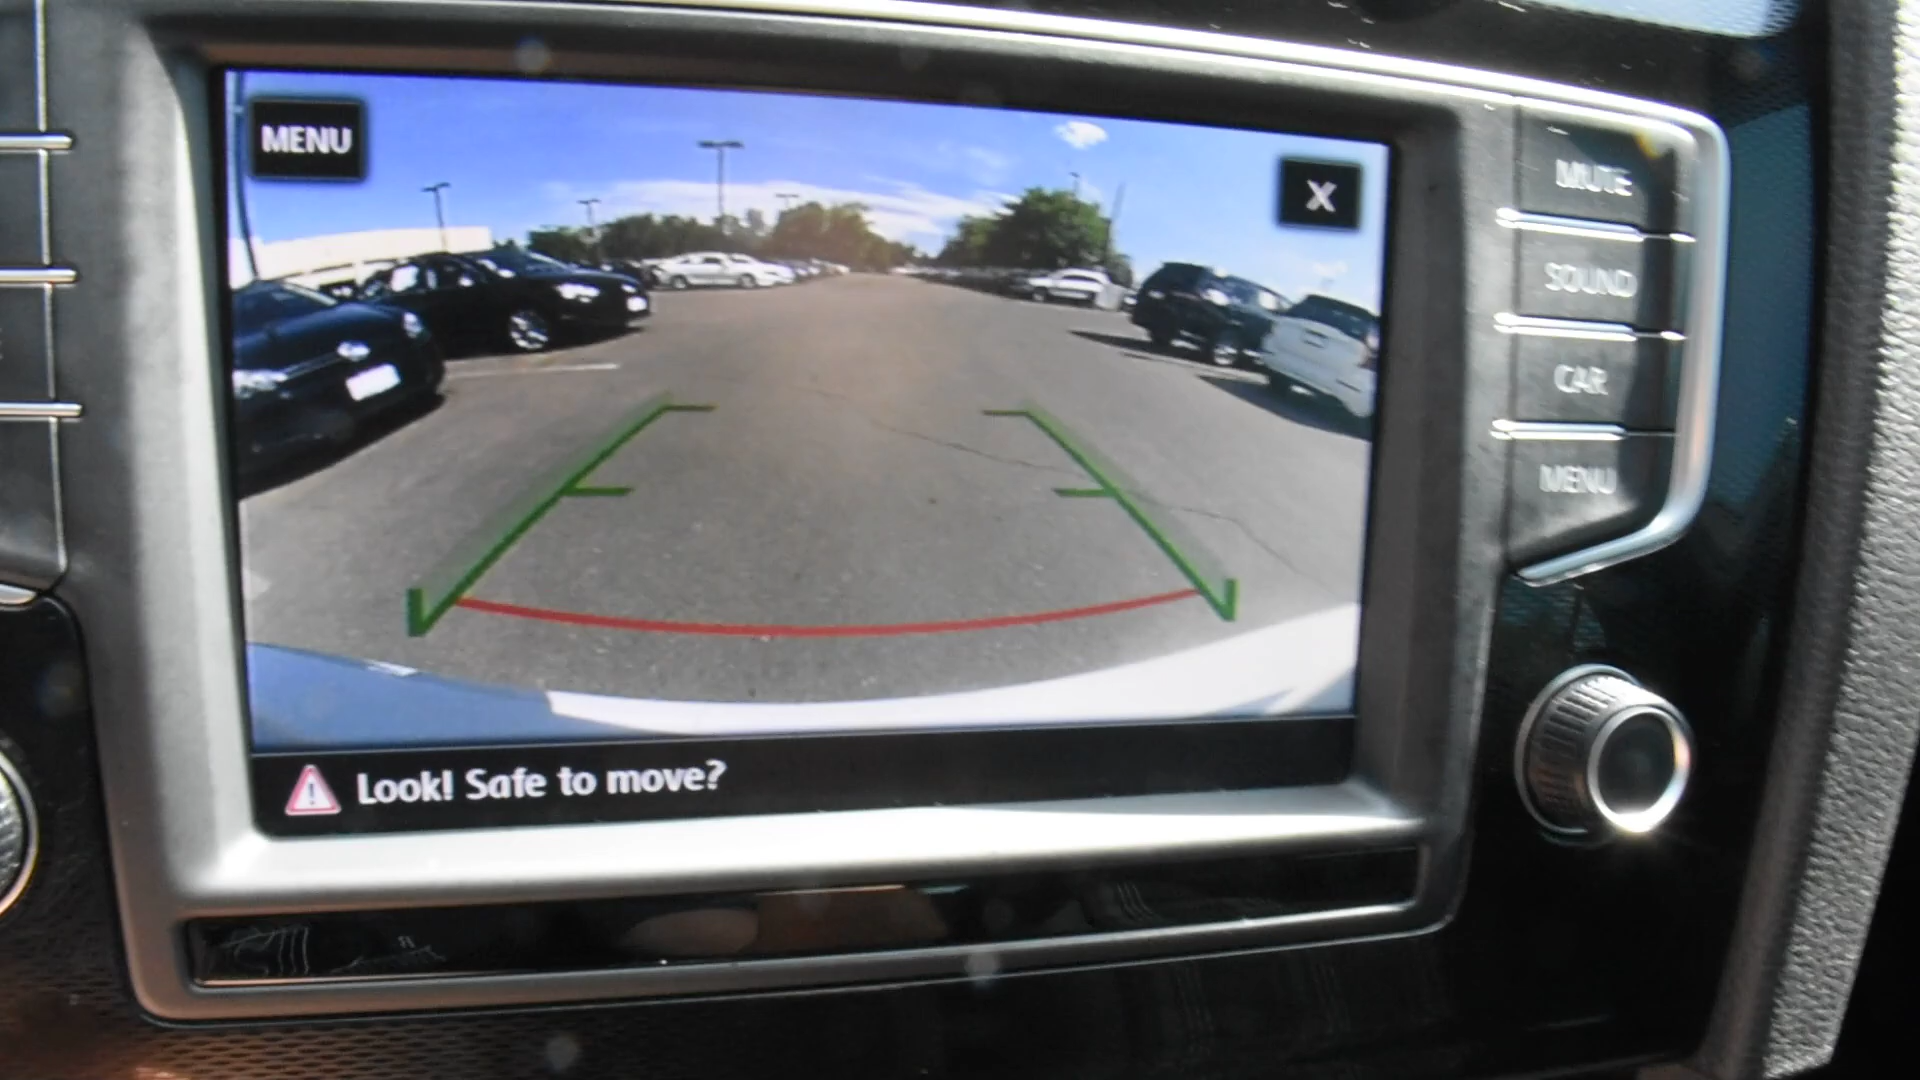 MENU
X
MUTE
SOUND
CAR
MENU
Look! Safe to move?